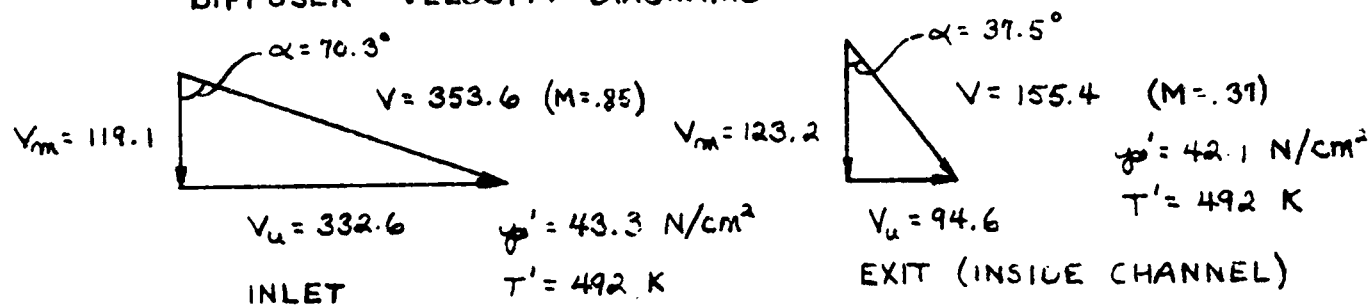 DIFFUSER VELOCITY DIAGRAMS
α = 70.3°
V = 353.6 (M=.85)
Vm = 119.1
Vu = 332.6
p' = 43.3 N/cm²
T' = 492 K
INLET
α = 37.5°
V = 155.4 (M=.37)
Vm = 123.2
p' = 42.1 N/cm²
T' = 492 K
Vu = 94.6
EXIT (INSIDE CHANNEL)